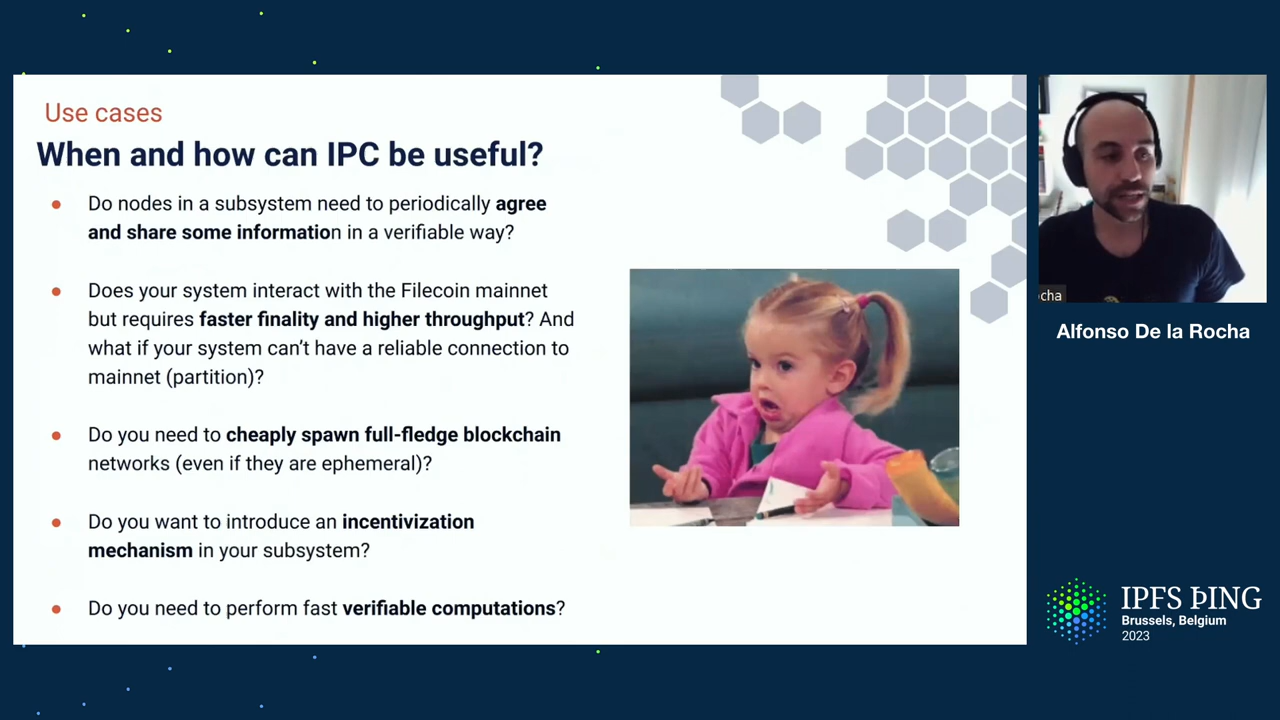 Use cases
When and how can IPC be useful?
Do nodes in a subsystem need to periodically agree
and share some information in a verifiable way?
Does your system interact with the Filecoin mainnet
but requires faster finality and higher throughput? And
what if your system can't have a reliable connection to
mainnet (partition)?
Do you need to cheaply spawn full-fledge blockchain
networks (even if they are ephemeral)?
Do you want to introduce an incentivization
mechanism in your subsystem?
Do you need to perform fast verifiable computations?
cha
Alfonso De la Rocha
IPFS ÞING
Brussels, Belgium
2023